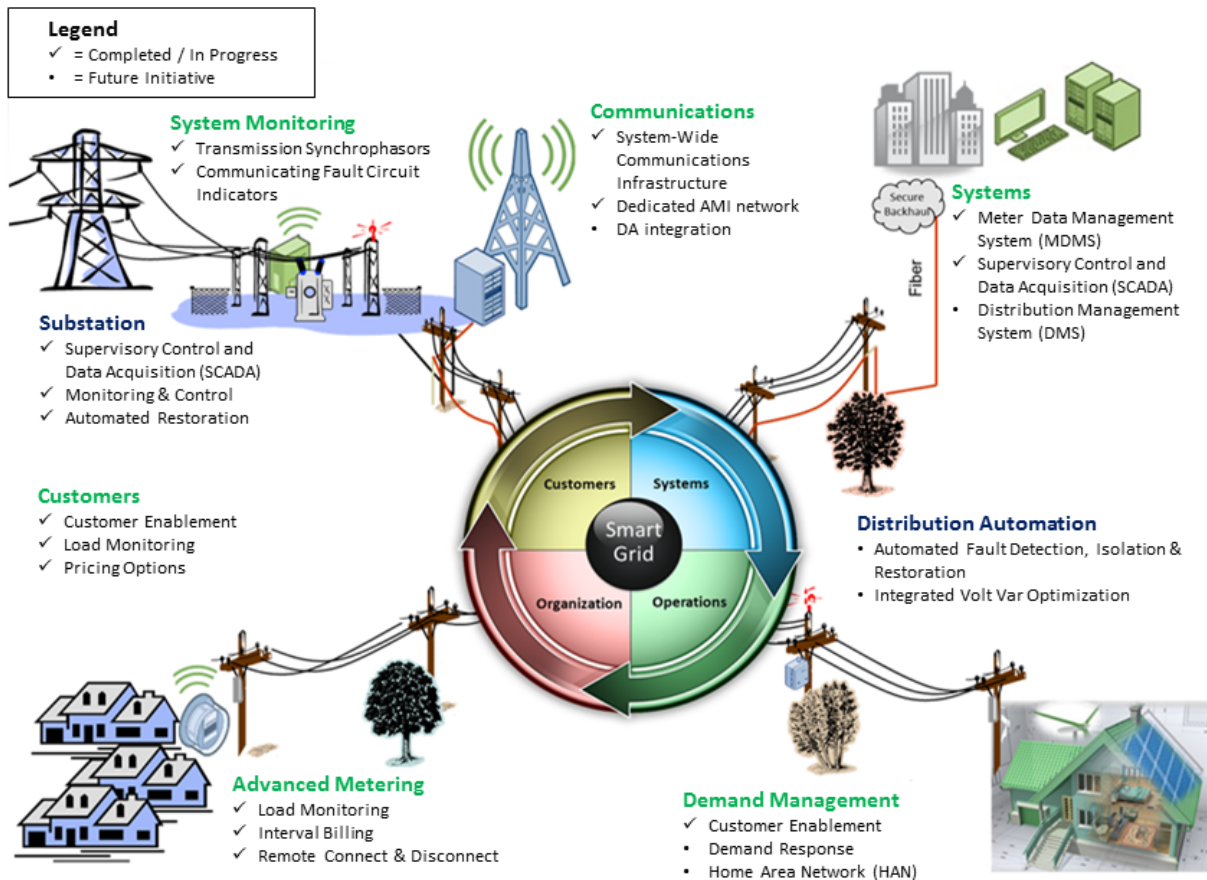 Legend
✓ = Completed / In Progress
• = Future Initiative
System Monitoring
✓ Transmission Synchrophasors
✓ Communicating Fault Circuit
Indicators
Communications
✓ System-Wide
Communications
Infrastructure
✓ Dedicated AMI network
• DA integration
Secure
Backhaul
Fiber
Systems
✓ Meter Data Management
System (MDMS)
✓ Supervisory Control and
Data Acquisition (SCADA)
• Distribution Management
System (DMS)
Substation
✓ Supervisory Control and
Data Acquisition (SCADA)
✓ Monitoring & Control
✓ Automated Restoration
Customers
✓ Customer Enablement
✓ Load Monitoring
✓ Pricing Options
Customers
Systems
Smart
Grid
Organization
Operations
Distribution Automation
• Automated Fault Detection, Isolation &
Restoration
• Integrated Volt Var Optimization
Advanced Metering
✓ Load Monitoring
✓ Interval Billing
✓ Remote Connect & Disconnect
Demand Management
✓ Customer Enablement
• Demand Response
• Home Area Network (HAN)